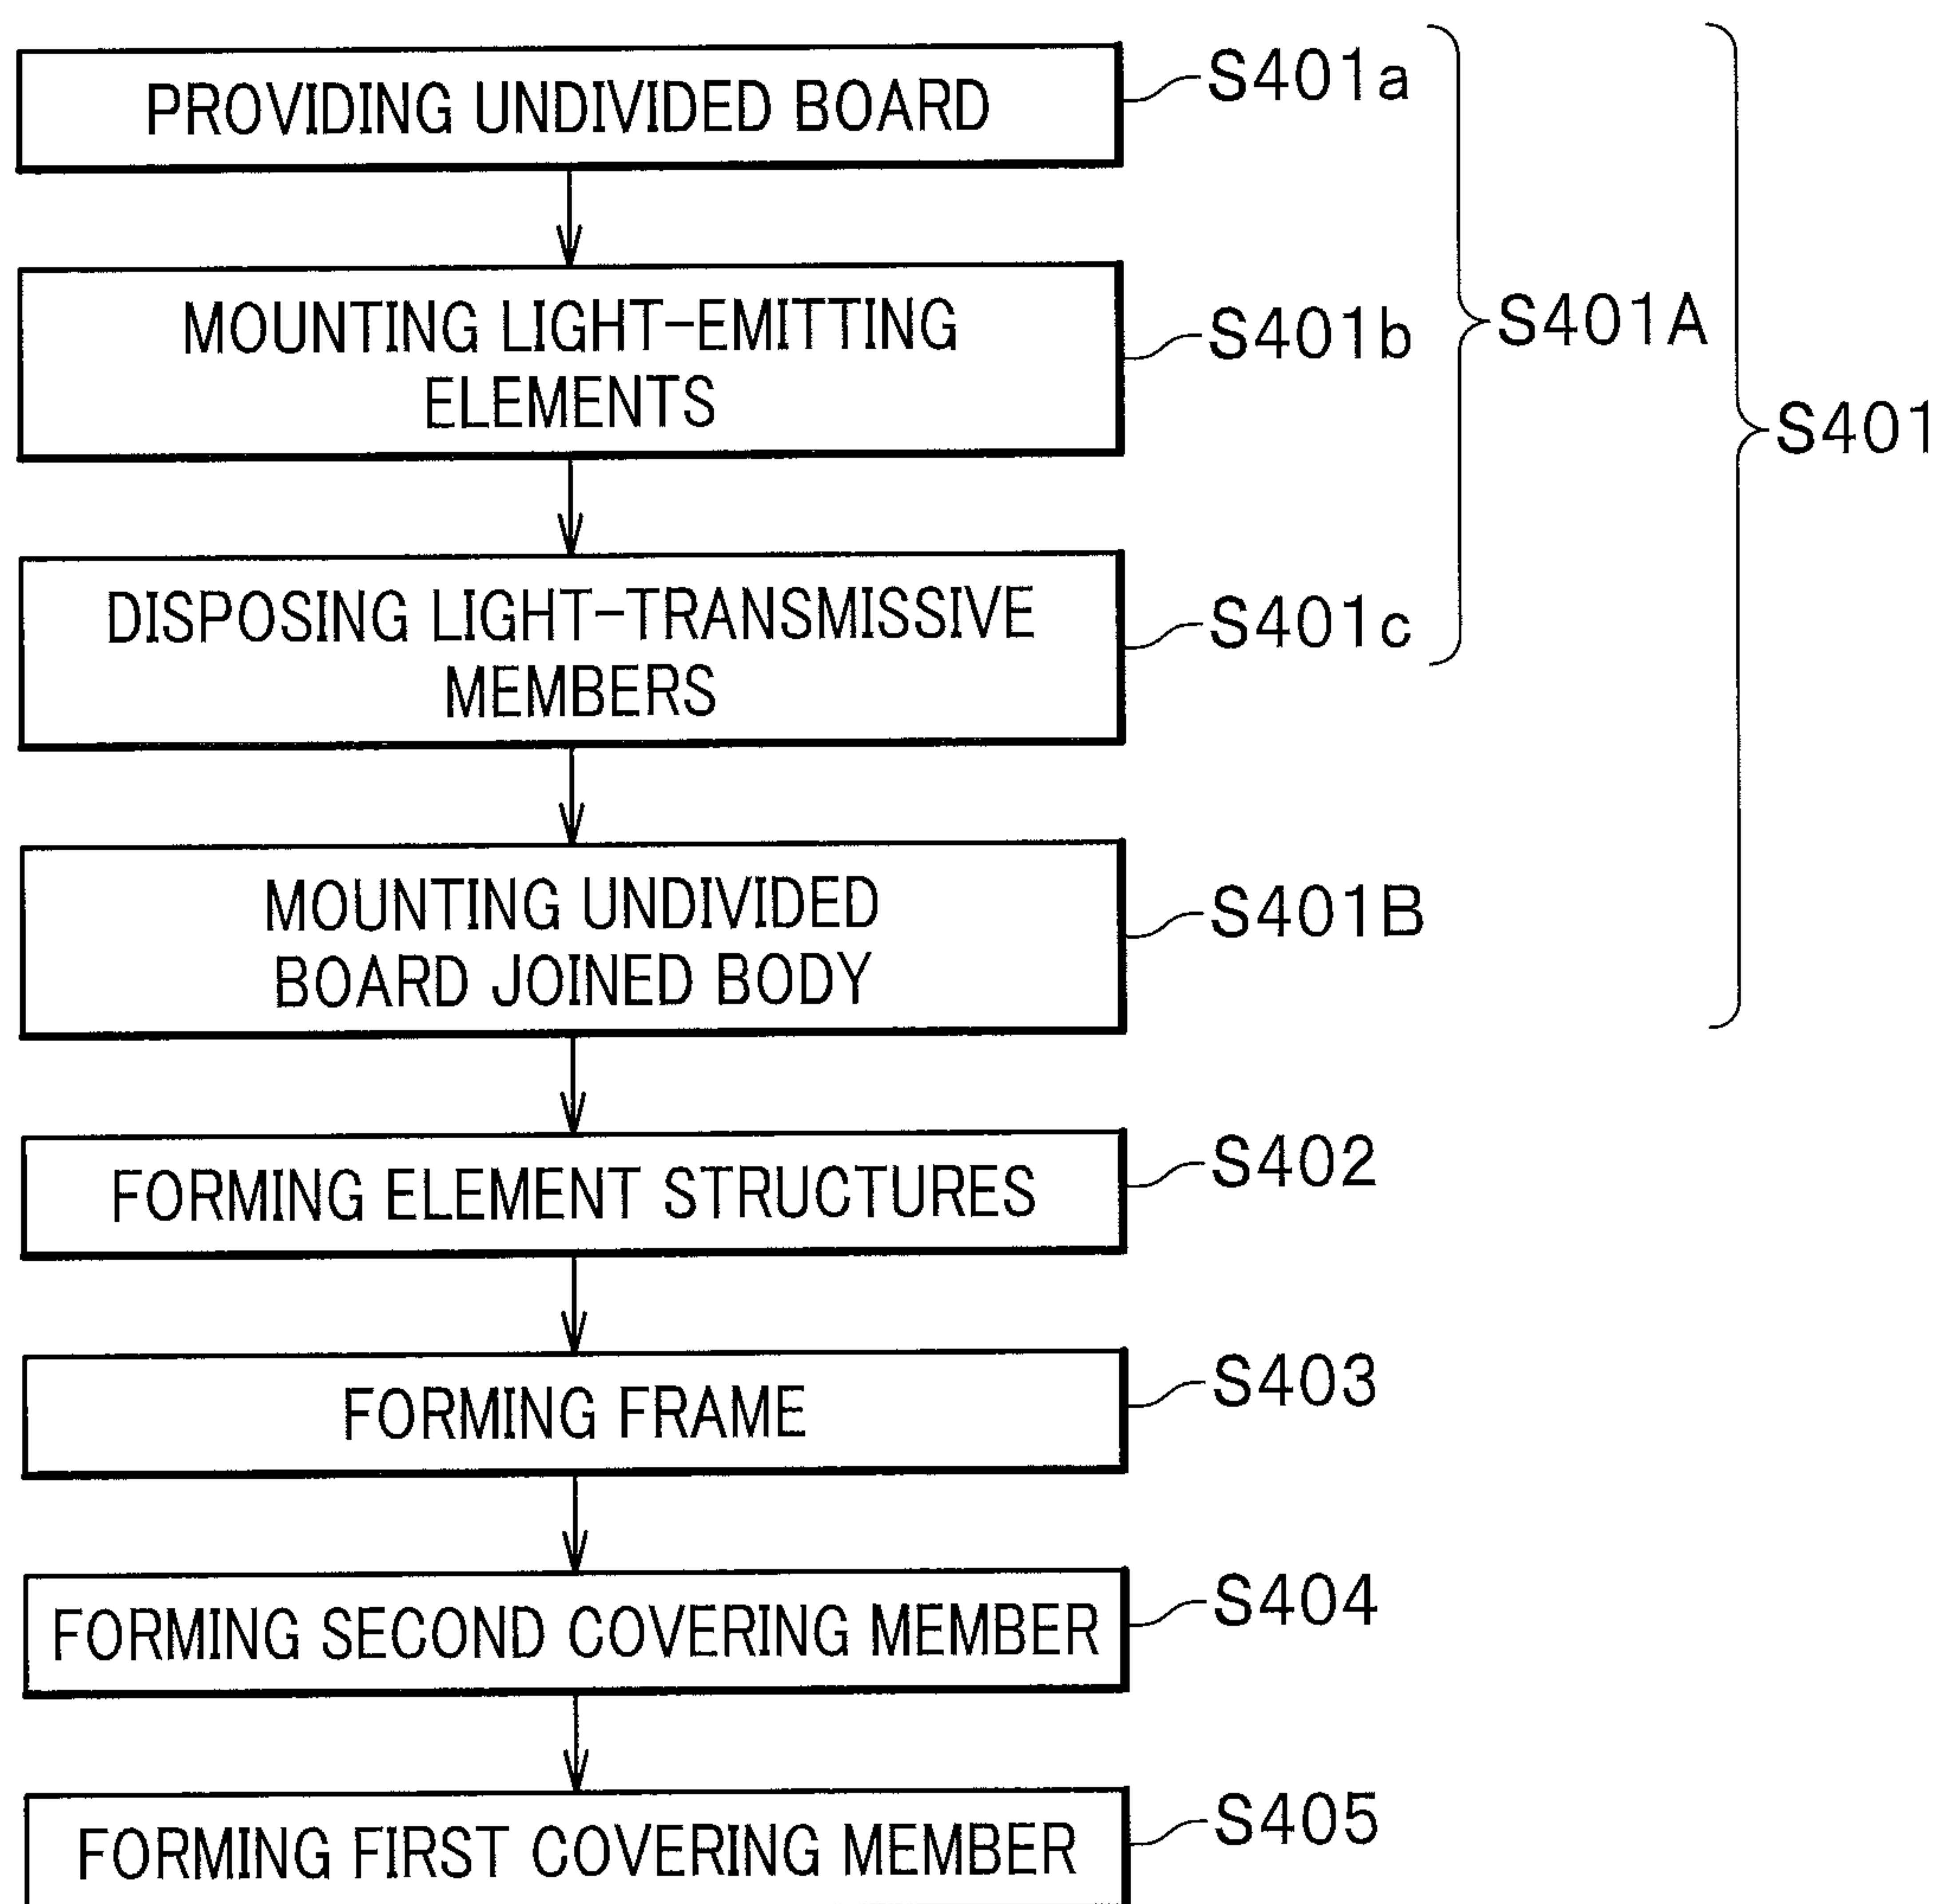 PROVIDING UNDIVIDED BOARD
S401a
MOUNTING LIGHT-EMITTING
ELEMENTS
S401b
S401A
S401
DISPOSING LIGHT-TRANSMISSIVE
MEMBERS
S401c
MOUNTING UNDIVIDED
BOARD JOINED BODY
S401B
FORMING ELEMENT STRUCTURES
S402
FORMING FRAME
S403
FORMING SECOND COVERING MEMBER
S404
FORMING FIRST COVERING MEMBER
S405